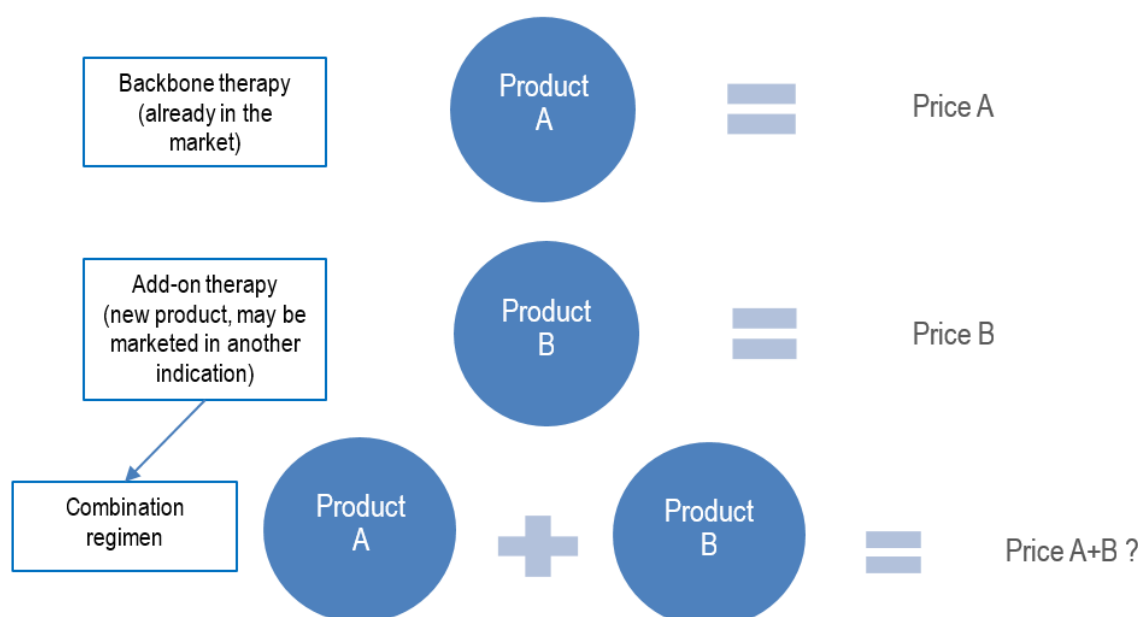 Backbone therapy
(already in the
market)
Product
A
Price A
Add-on therapy
(new product, may be
marketed in another
indication)
Product
B
Price B
Combination
regimen
Product
A
Product
B
Price A+B ?